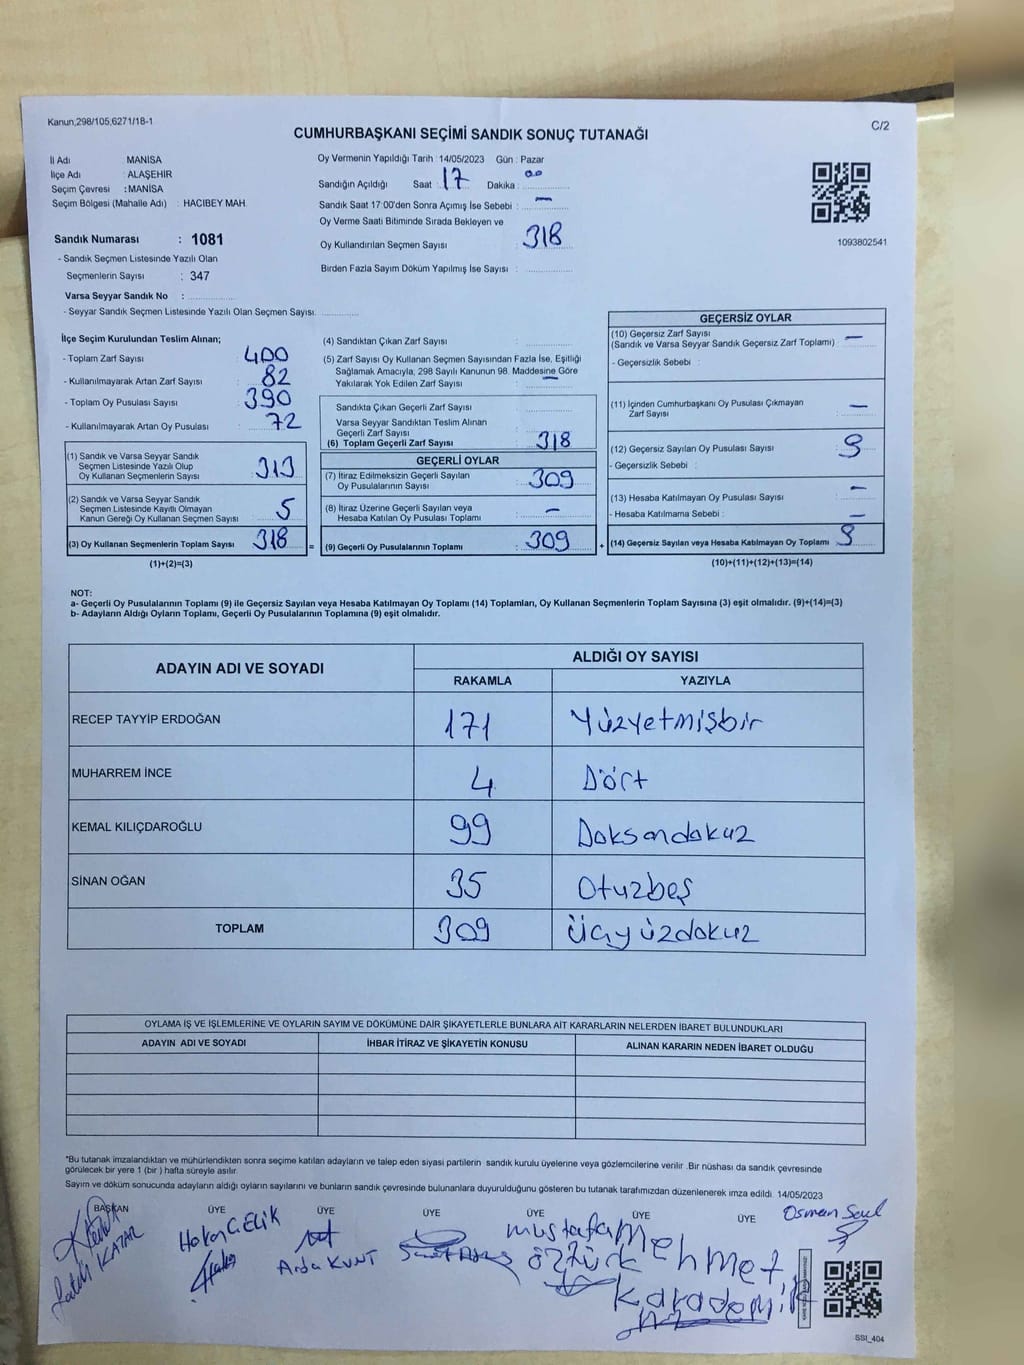 Kanun,298/105,6271/18-1
C/2
CUMHURBAŞKANI SEÇİMİ SANDIK SONUÇ TUTANAĞI
İl Adı : MANİSA
İlçe Adı : ALAŞEHİR
Seçim Çevresi : MANİSA
Seçim Bölgesi (Mahalle Adı) : HACIBEY MAH.
Sandık Numarası : 1081
- Sandık Seçmen Listesinde Yazılı Olan
Seçmenlerin Sayısı : 347
Varsa Seyyar Sandık No :
- Seyyar Sandık Seçmen Listesinde Yazılı Olan Seçmen Sayısı.
Oy Vermenin Yapıldığı Tarih : 14/05/2023 Gün : Pazar
Sandığın Açıldığı Saat : 17 Dakika : 00
Sandık Saat 17:00'den Sonra Açımış İse Sebebi : —
Oy Verme Saati Bitiminde Sırada Bekleyen ve
Oy Kullandırılan Seçmen Sayısı : 318
Birden Fazla Sayım Döküm Yapılmış İse Sayısı :
1093802541
İlçe Seçim Kurulundan Teslim Alınan;
- Toplam Zarf Sayısı : 400
- Kullanılmayarak Artan Zarf Sayısı : 82
- Toplam Oy Pusulası Sayısı : 390
- Kullanılmayarak Artan Oy Pusulası : 72
(1) Sandık ve Varsa Seyyar Sandık
Seçmen Listesinde Yazılı Olup
Oy Kullanan Seçmenlerin Sayısı : 313
(2) Sandık ve Varsa Seyyar Sandık
Seçmen Listesinde Kayıtlı Olmayan
Kanun Gereği Oy Kullanan Seçmen Sayısı : 5
(3) Oy Kullanan Seçmenlerin Toplam Sayısı : 318
(1)+(2)=(3)
(4) Sandıktan Çıkan Zarf Sayısı :
(5) Zarf Sayısı Oy Kullanan Seçmen Sayısından Fazla İse, Eşitliği
Sağlamak Amacıyla, 298 Sayılı Kanunun 98. Maddesine Göre
Yakılarak Yok Edilen Zarf Sayısı : —
Sandıkta Çıkan Geçerli Zarf Sayısı :
Varsa Seyyar Sandıktan Teslim Alınan
Geçerli Zarf Sayısı :
(6) Toplam Geçerli Zarf Sayısı : 318
GEÇERLİ OYLAR
(7) İtiraz Edilmeksizin Geçerli Sayılan
Oy Pusulalarının Sayısı : 309
(8) İtiraz Üzerine Geçerli Sayılan veya
Hesaba Katılan Oy Pusulası Toplamı : —
= (9) Geçerli Oy Pusulalarının Toplamı : 309 +
GEÇERSİZ OYLAR
(10) Geçersiz Zarf Sayısı : —
(Sandık ve Varsa Seyyar Sandık Geçersiz Zarf Toplamı)
- Geçersizlik Sebebi :
(11) İçinden Cumhurbaşkanı Oy Pusulası Çıkmayan
Zarf Sayısı : —
(12) Geçersiz Sayılan Oy Pusulası Sayısı : 9
- Geçersizlik Sebebi :
(13) Hesaba Katılmayan Oy Pusulası Sayısı : —
- Hesaba Katılmama Sebebi : —
(14) Geçersiz Sayılan veya Hesaba Katılmayan Oy Toplamı : 9
(10)+(11)+(12)+(13)=(14)
NOT:
a- Geçerli Oy Pusulalarının Toplamı (9) ile Geçersiz Sayılan veya Hesaba Katılmayan Oy Toplamı (14) Toplamları, Oy Kullanan Seçmenlerin Toplam Sayısına (3) eşit olmalıdır. (9)+(14)=(3)
b- Adayların Aldığı Oyların Toplamı, Geçerli Oy Pusulalarının Toplamına (9) eşit olmalıdır.
ADAYIN ADI VE SOYADI
ALDIĞI OY SAYISI
RAKAMLA YAZIYLA
RECEP TAYYİP ERDOĞAN 171 Yüzyetmişbir
MUHARREM İNCE 4 Dört
KEMAL KILIÇDAROĞLU 99 Doksandokuz
SİNAN OĞAN 35 Otuzbeş
TOPLAM 309 Üçyüzdokuz
OYLAMA İŞ VE İŞLEMLERİNE VE OYLARIN SAYIM VE DÖKÜMÜNE DAİR ŞİKAYETLERLE BUNLARA AİT KARARLARIN NELERDEN İBARET BULUNDUKLARI
ADAYIN ADI VE SOYADI İHBAR İTİRAZ VE ŞİKAYETİN KONUSU ALINAN KARARIN NEDEN İBARET OLDUĞU
*Bu tutanak imzalandıktan ve mühürlendikten sonra seçime katılan adayların ve talep eden siyasi partilerin sandık kurulu üyelerine veya gözlemcilerine verilir .Bir nüshası da sandık çevresinde
görülecek bir yere 1 (bir ) hafta süreyle asılır.
Sayım ve döküm sonucunda adayların aldığı oyların sayılarını ve bunların sandık çevresinde bulunanlara duyurulduğunu gösteren bu tutanak tarafımızdan düzenlenerek imza edildi. 14/05/2023
BAŞKAN ÜYE ÜYE ÜYE ÜYE ÜYE ÜYE
Fatih KATAR
Hakan ÇELİK
Arda KUNT
Mustafa
Öztürk
Mehmet
Karademir
Osman
SSI_404